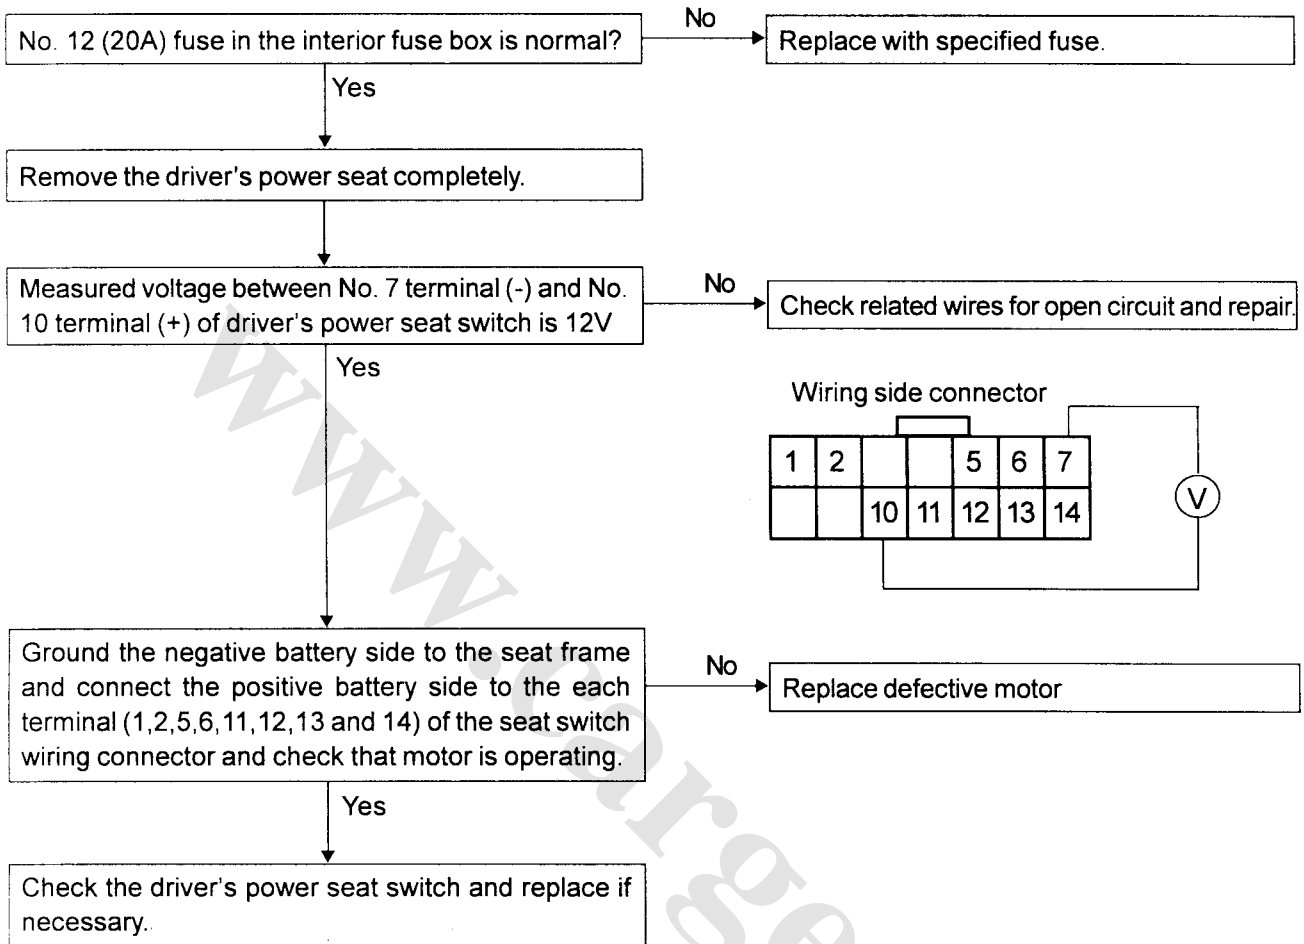 No. 12 (20A) fuse in the interior fuse box is normal?
No
Replace with specified fuse.
Yes
Remove the driver's power seat completely.
Measured voltage between No. 7 terminal (-) and No.
10 terminal (+) of driver's power seat switch is 12V
No
Check related wires for open circuit and repair.
Yes
Wiring side connector
1 2 5 6 7
10 11 12 13 14
V
Ground the negative battery side to the seat frame
and connect the positive battery side to the each
terminal (1,2,5,6,11,12,13 and 14) of the seat switch
wiring connector and check that motor is operating.
No
Replace defective motor
Yes
Check the driver's power seat switch and replace if
necessary.
www.carge